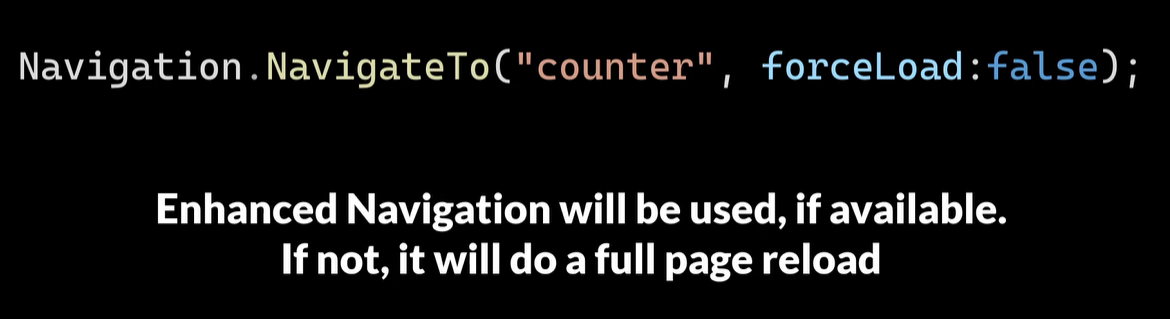 Navigation.NavigateTo("counter", forceLoad:false);
Enhanced Navigation will be used, if available.
If not, it will do a full page reload